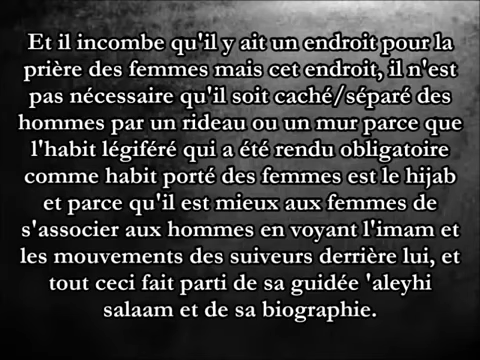 Et il incombe qu'il y ait un endroit pour la
prière des femmes mais cet endroit, il n'est
pas nécessaire qu'il soit caché/séparé des
hommes par un rideau ou un mur parce que
l'habit légiféré qui a été rendu obligatoire
comme habit porté des femmes est le hijab
et parce qu'il est mieux aux femmes de
s'associer aux hommes en voyant l'imam et
les mouvements des suiveurs derrière lui, et
tout ceci fait parti de sa guidée 'aleyhi
salaam et de sa biographie.